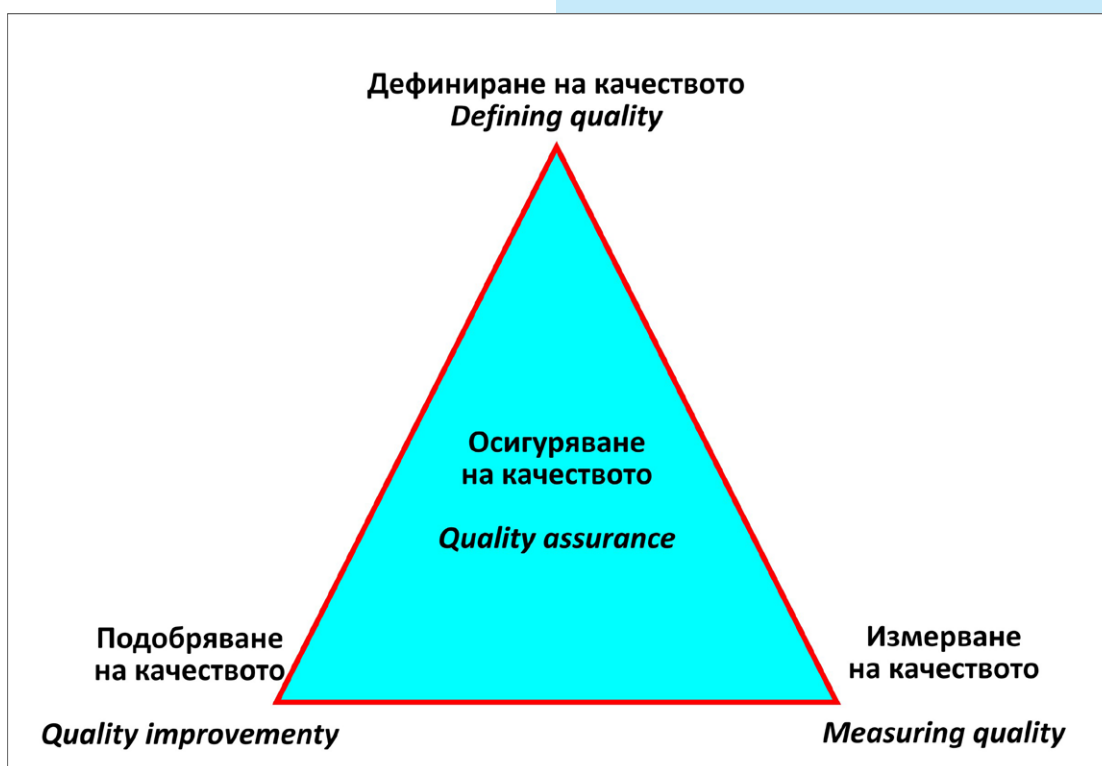 Дефиниране на качеството
Defining quality
Осигуряване
на качеството
Quality assurance
Подобряване
на качеството
Quality improvementy
Измерване
на качеството
Measuring quality